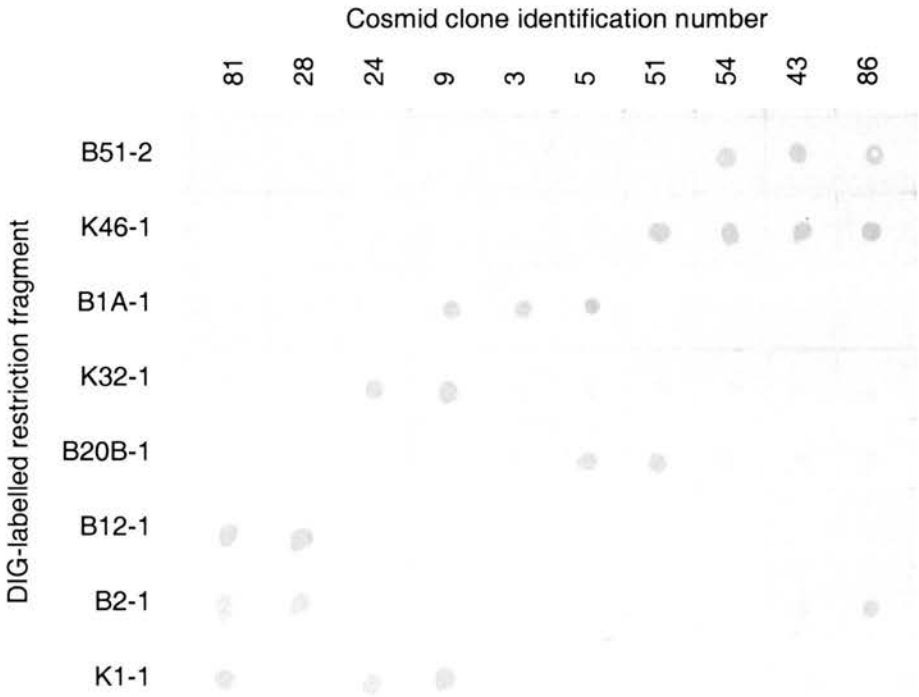 Cosmid clone identification number
81 28 24 9 3 5 51 54 43 86
DIG-labelled restriction fragment
B51-2
K46-1
B1A-1
K32-1
B20B-1
B12-1
B2-1
K1-1